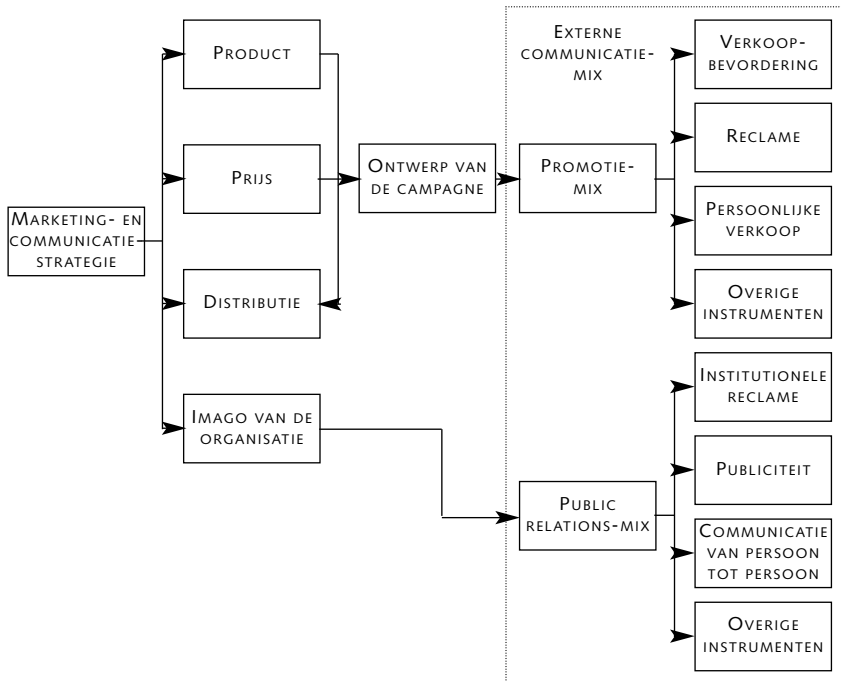 Marketing- en
communicatie
strategie
Product
Prijs
Distributie
Imago van de
organisatie
Ontwerp van
de campagne
Externe
communicatie-
mix
Promotie-
mix
Public
relations-mix
Verkoop-
bevordering
Reclame
Persoonlijke
verkoop
Overige
instrumenten
Institutionele
reclame
Publiciteit
Communicatie
van persoon
tot persoon
Overige
instrumenten